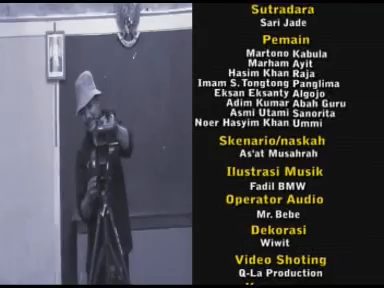 Sutradara
Sari Jade
Pemain
Martono Kabula
Marham Ayit
Hasim Khan Raja
Imam S. Tongtong Panglima
Eksan Eksanty Algojo
Adim Kumar Abah Guru
Asmi Utami Sanorita
Noer Hasyim Khan Ummi
Skenario/naskah
As'at Musahrah
Ilustrasi Musik
Fadil BMW
Operator Audio
Mr. Bebe
Dekorasi
Wiwit
Video Shoting
Q-La Production